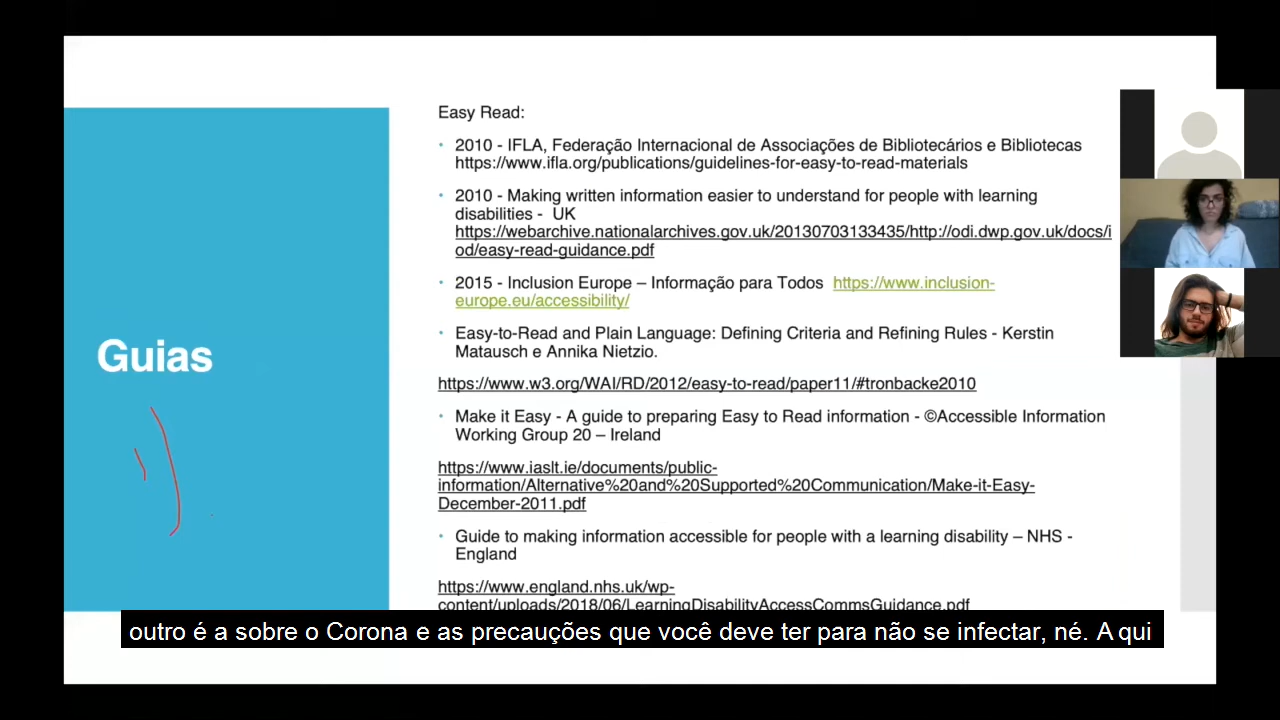 Guias
Easy Read:
• 2010 - IFLA, Federação Internacional de Associações de Bibliotecários e Bibliotecas
https://www.ifla.org/publications/guidelines-for-easy-to-read-materials
• 2010 - Making written information easier to understand for people with learning
disabilities - UK
https://webarchive.nationalarchives.gov.uk/20130703133435/http://odi.dwp.gov.uk/docs/i
od/easy-read-guidance.pdf
• 2015 - Inclusion Europe – Informação para Todos https://www.inclusion-
europe.eu/accessibility/
• Easy-to-Read and Plain Language: Defining Criteria and Refining Rules - Kerstin
Matausch e Annika Nietzio.
https://www.w3.org/WAI/RD/2012/easy-to-read/paper11/#tronbacke2010
• Make it Easy - A guide to preparing Easy to Read information - ©Accessible Information
Working Group 20 – Ireland
https://www.iaslt.ie/documents/public-
information/Alternative%20and%20Supported%20Communication/Make-it-Easy-
December-2011.pdf
• Guide to making information accessible for people with a learning disability – NHS -
England
https://www.england.nhs.uk/wp-
content/uploads/2018/06/LearningDisabilityAccessCommsGuidance.pdf
outro é a sobre o Corona e as precauções que você deve ter para não se infectar, né. A qui